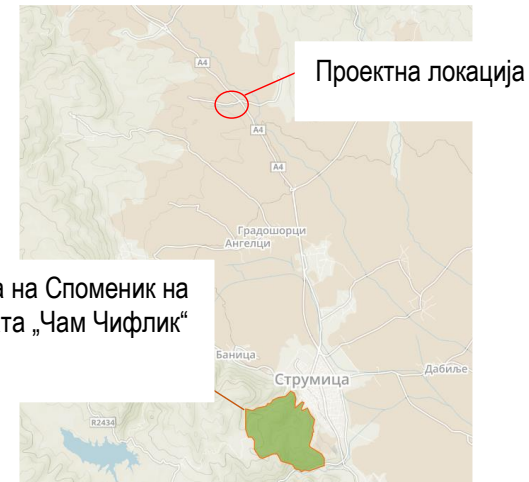 A4
Проектна локација
A4
A4
Градошорци
Ангелци
а на Споменик на
та „Чам Чифлик“
Баница
Дабиље
Струмица
R2434